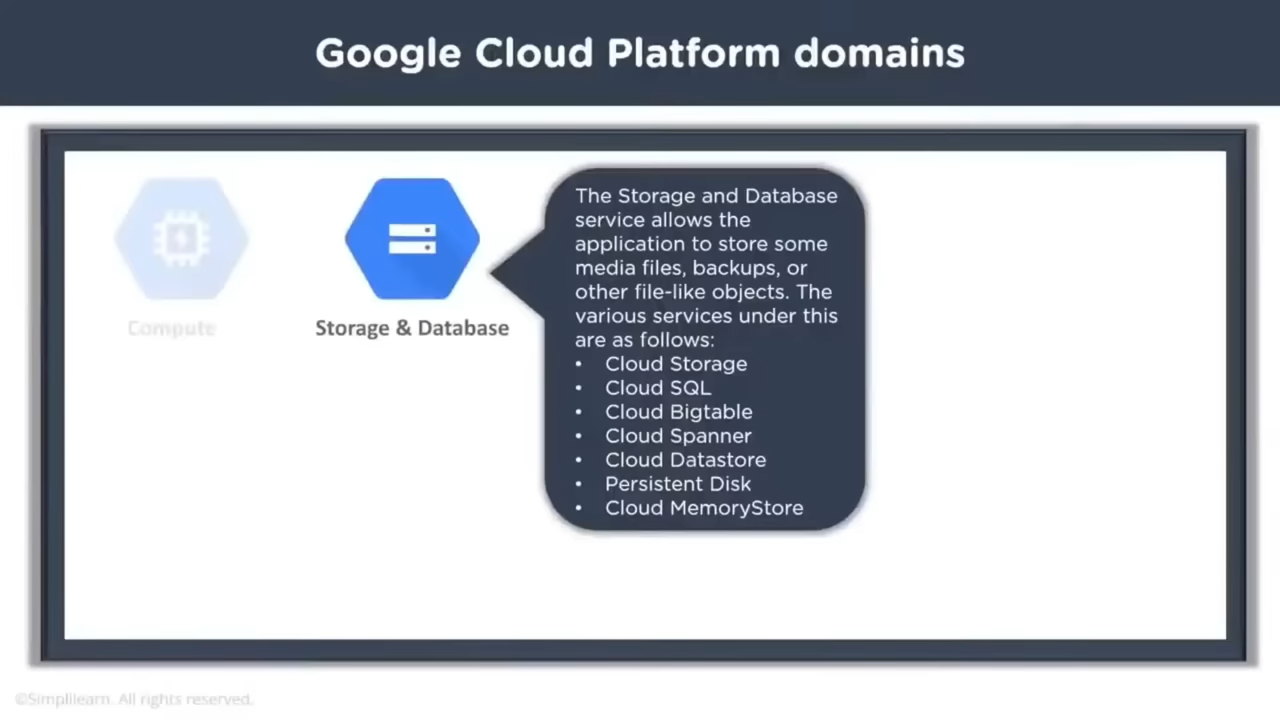 Google Cloud Platform domains
Compute
Storage & Database
The Storage and Database
service allows the
application to store some
media files, backups, or
other file-like objects. The
various services under this
are as follows:
• Cloud Storage
• Cloud SQL
• Cloud Bigtable
• Cloud Spanner
• Cloud Datastore
• Persistent Disk
• Cloud MemoryStore
©Simplilearn. All rights reserved.